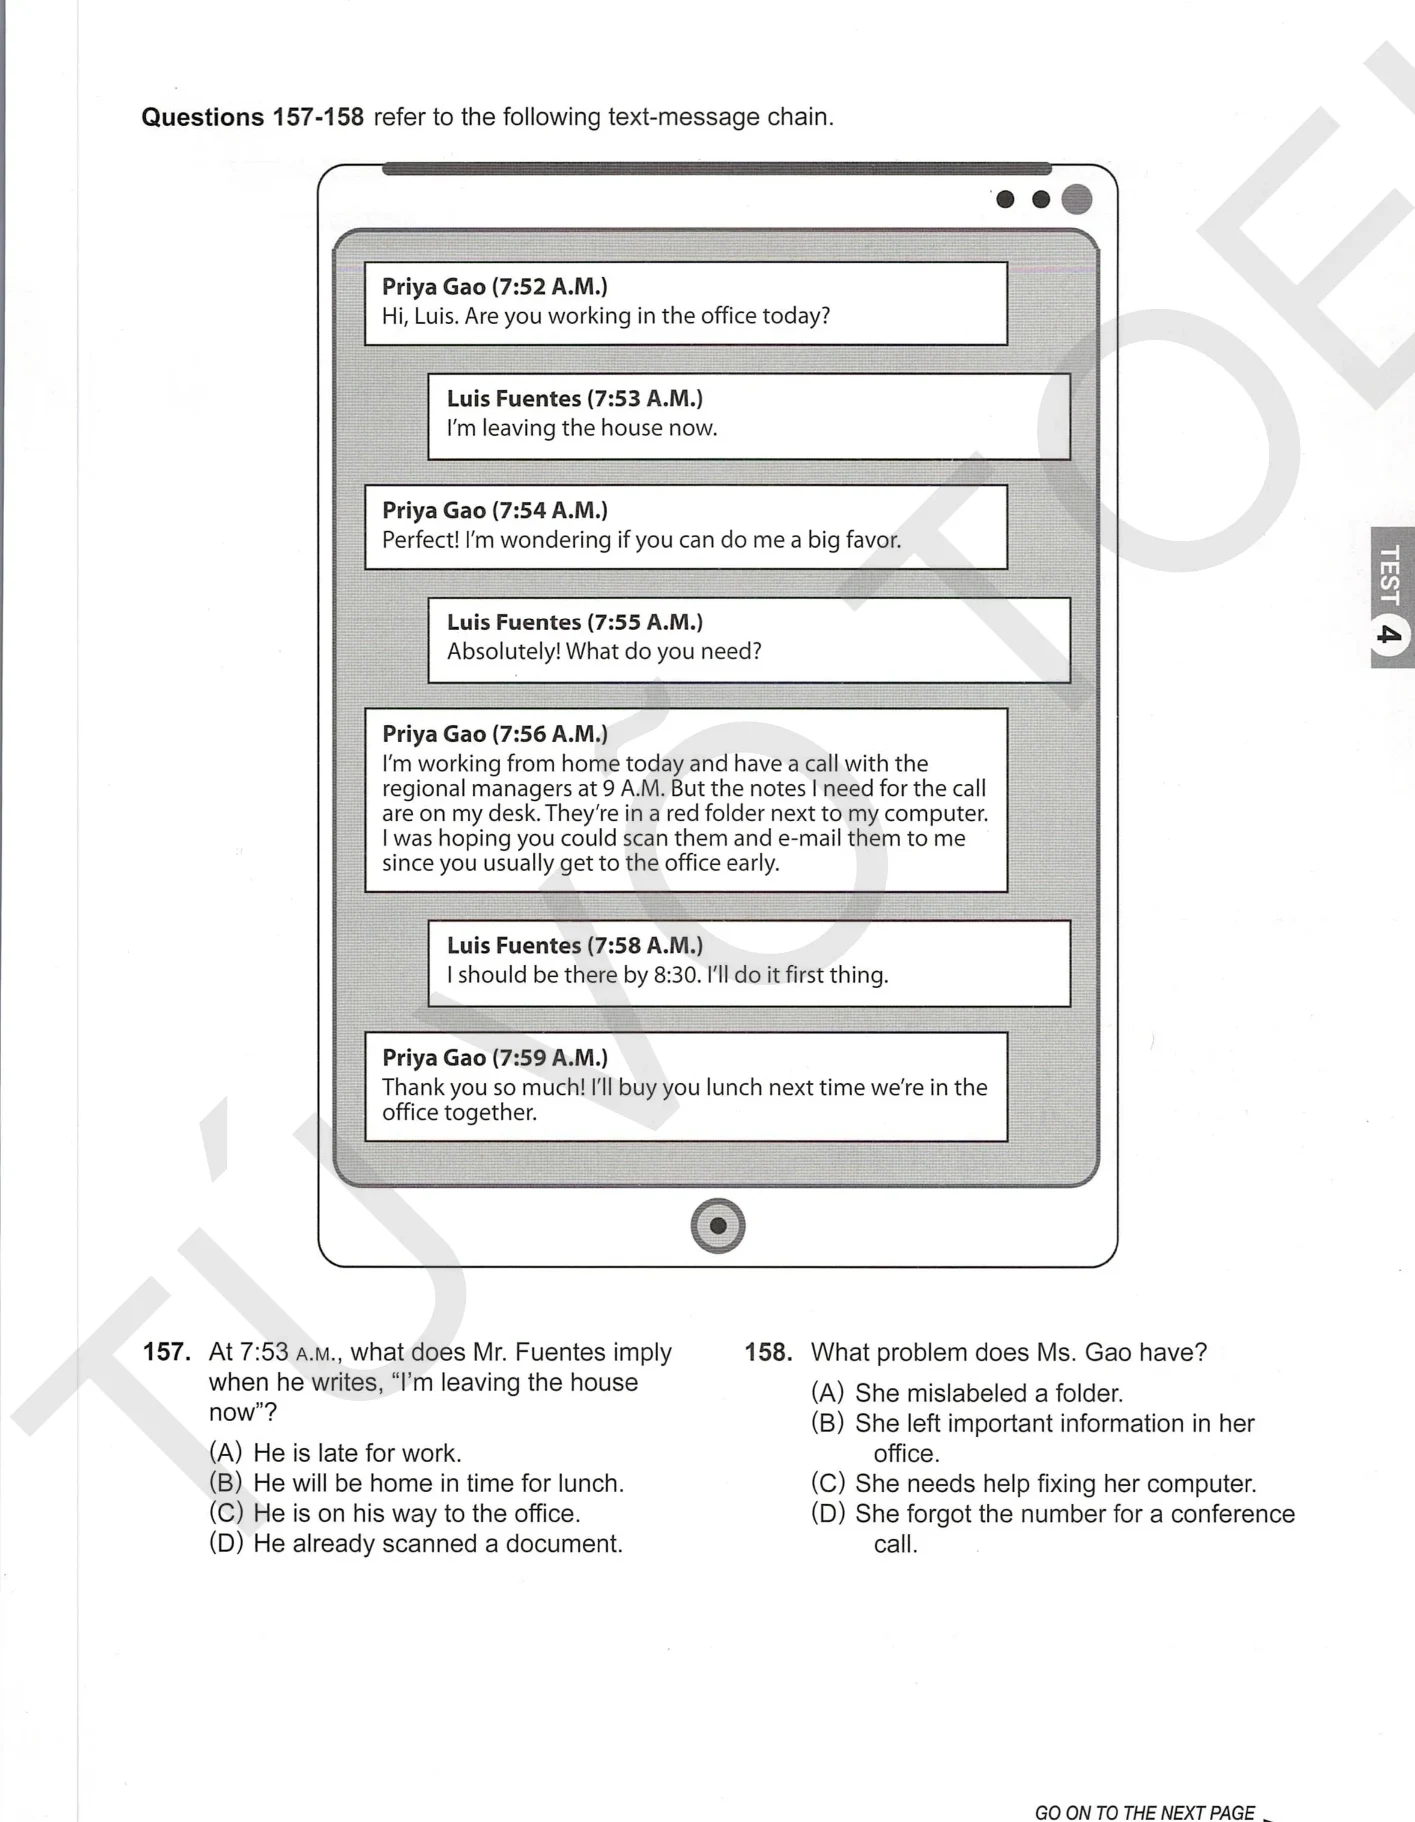 Questions 157-158 refer to the following text-message chain.
Priya Gao (7:52 A.M.)
Hi, Luis. Are you working in the office today?
Luis Fuentes (7:53 A.M.)
I'm leaving the house now.
Priya Gao (7:54 A.M.)
Perfect! I'm wondering if you can do me a big favor.
Luis Fuentes (7:55 A.M.)
Absolutely! What do you need?
Priya Gao (7:56 A.M.)
I'm working from home today and have a call with the
regional managers at 9 A.M. But the notes I need for the call
are on my desk. They're in a red folder next to my computer.
I was hoping you could scan them and e-mail them to me
since you usually get to the office early.
Luis Fuentes (7:58 A.M.)
I should be there by 8:30. I'll do it first thing.
Priya Gao (7:59 A.M.)
Thank you so much! I'll buy you lunch next time we're in the
office together.
TEST 4
157. At 7:53 A.M., what does Mr. Fuentes imply
when he writes, “I'm leaving the house
now”?
(A) He is late for work.
(B) He will be home in time for lunch.
(C) He is on his way to the office.
(D) He already scanned a document.
158. What problem does Ms. Gao have?
(A) She mislabeled a folder.
(B) She left important information in her
office.
(C) She needs help fixing her computer.
(D) She forgot the number for a conference
call.
GO ON TO THE NEXT PAGE
TÚ VÕ TOE